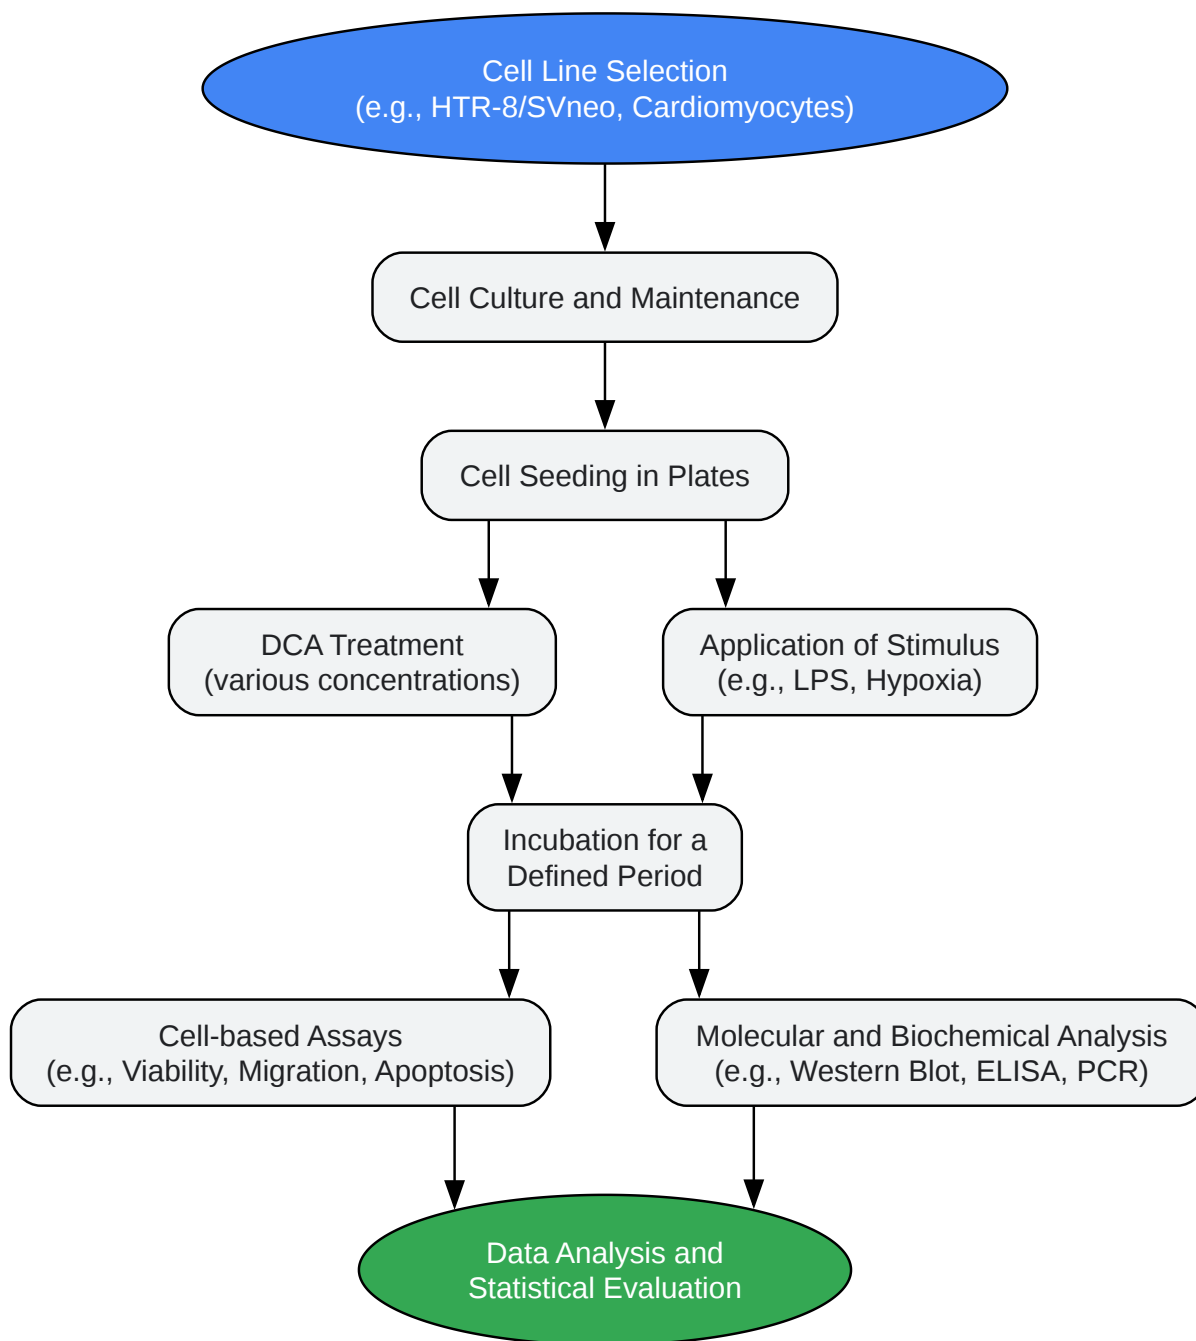 Cell Line Selection
(e.g., HTR-8/SVneo, Cardiomyocytes)
Cell Culture and Maintenance
Cell Seeding in Plates
DCA Treatment
(various concentrations)
Application of Stimulus
(e.g., LPS, Hypoxia)
Incubation for a
Defined Period
Cell-based Assays
(e.g., Viability, Migration, Apoptosis)
Molecular and Biochemical Analysis
(e.g., Western Blot, ELISA, PCR)
Data Analysis and
Statistical Evaluation